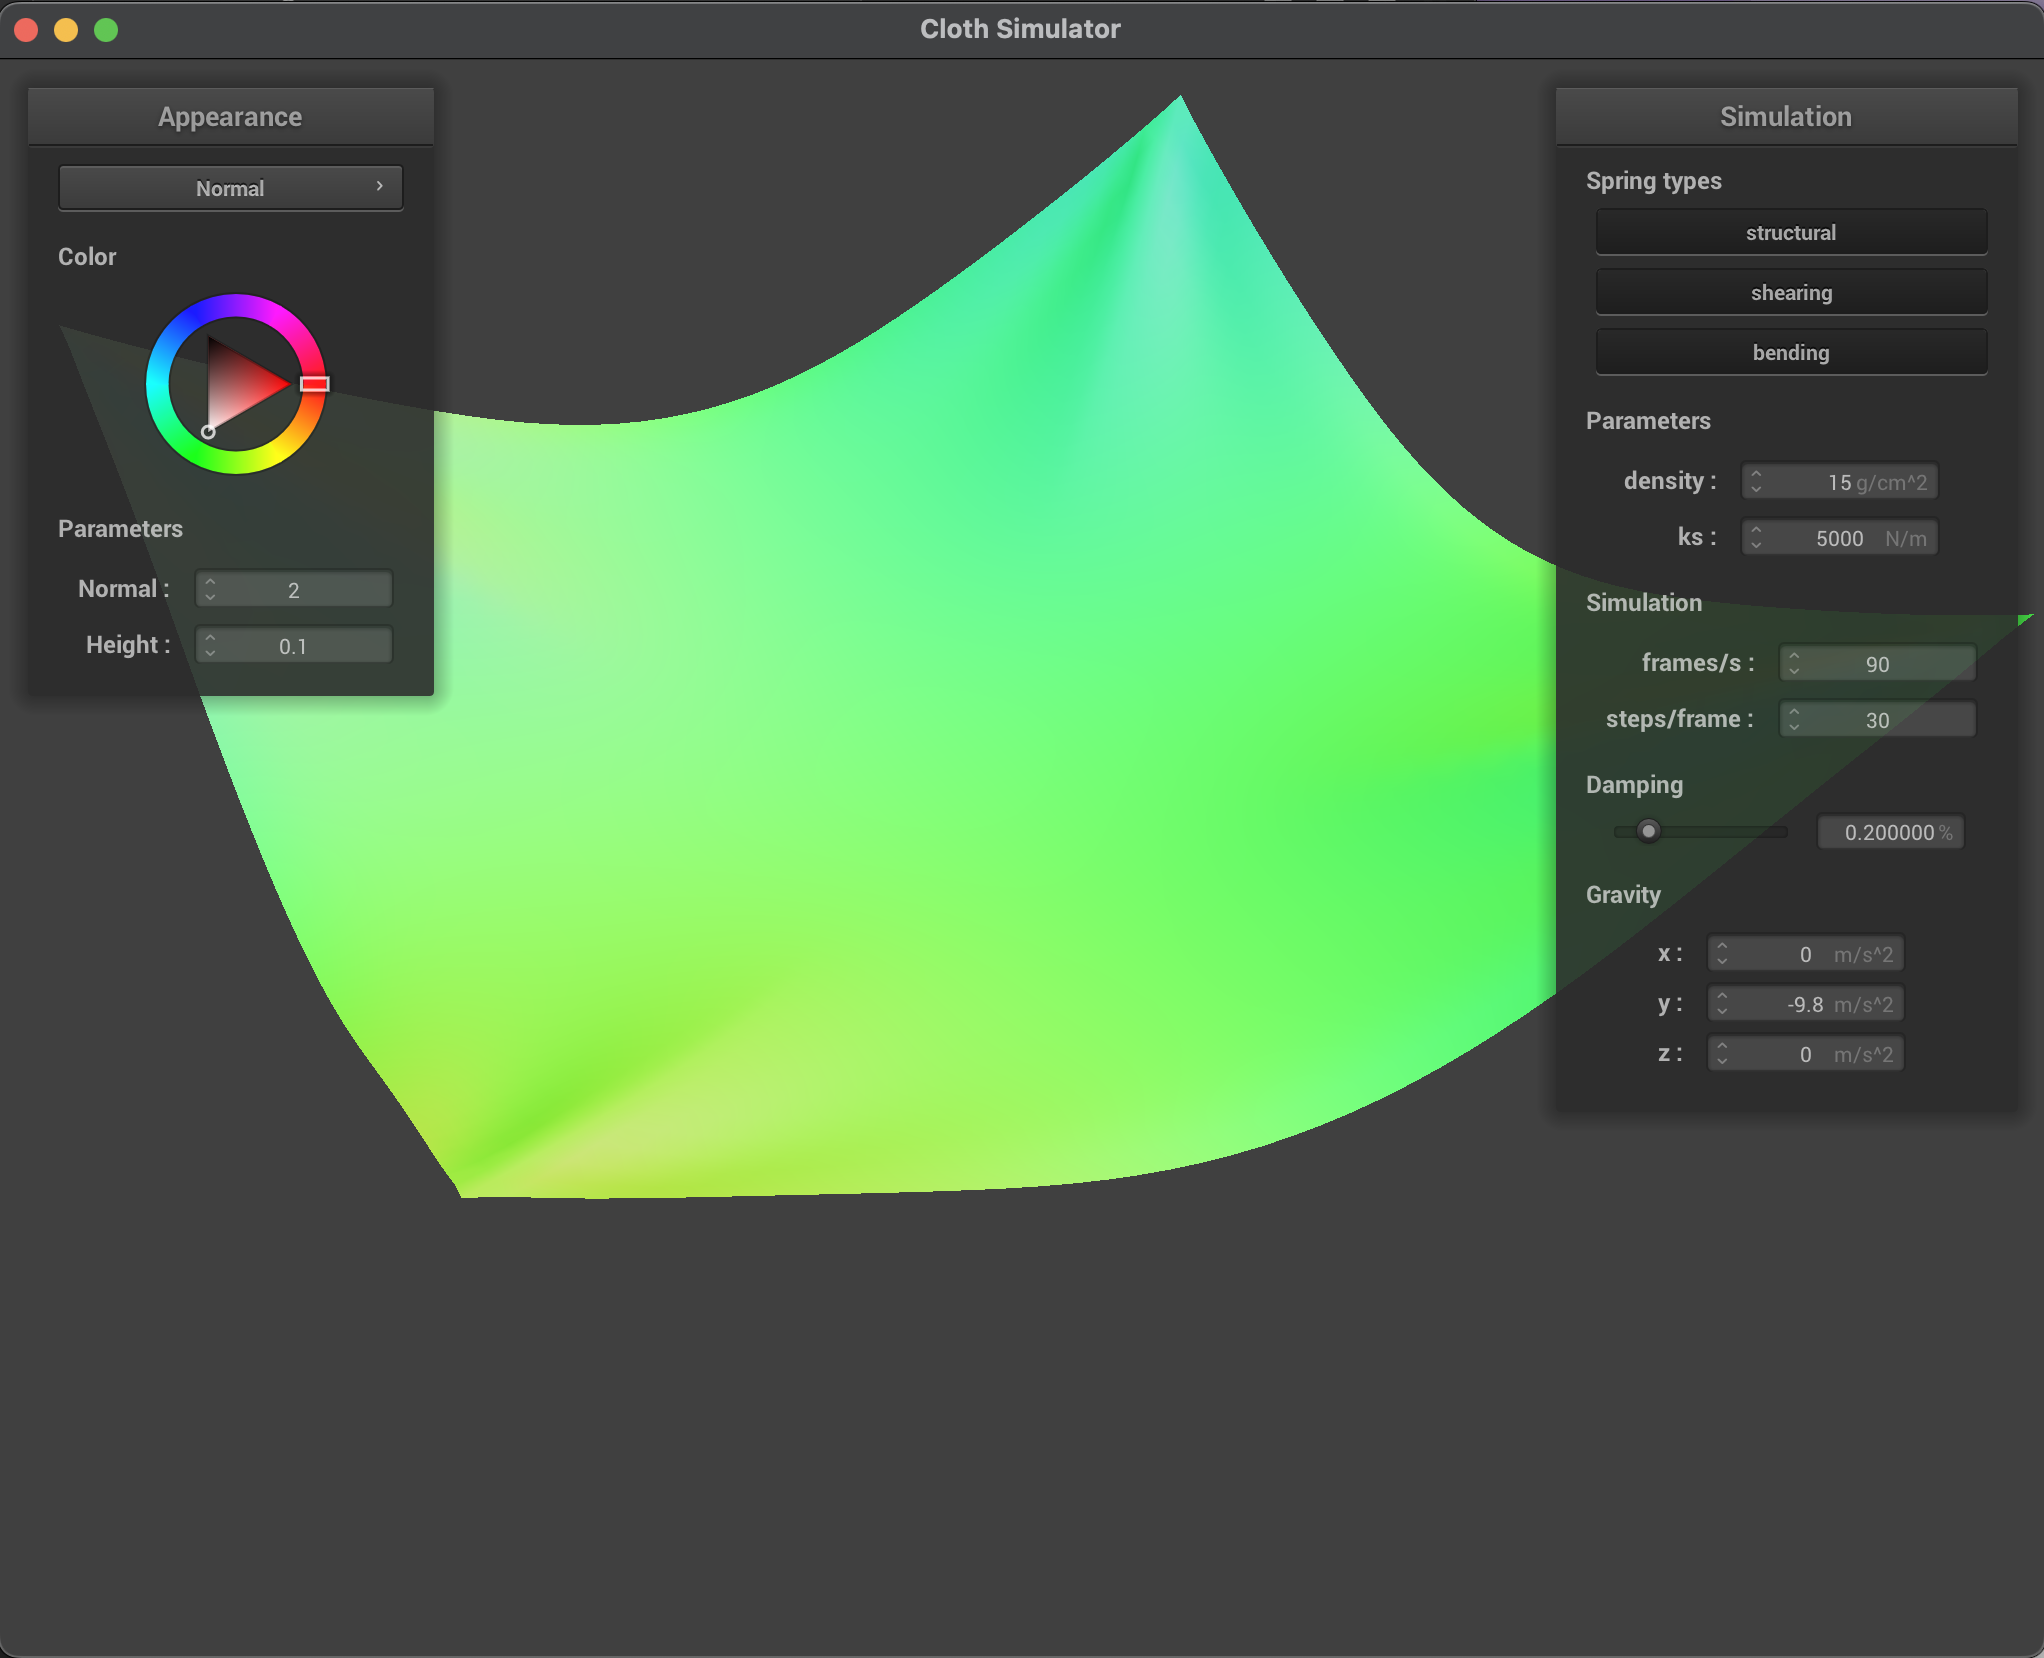 Cloth Simulator
Appearance
Normal
Color
Parameters
Normal : 2
Height : 0.1
Simulation
Spring types
structural
shearing
bending
Parameters
density : 15 g/cm^2
ks : 5000 N/m
Simulation
frames/s : 90
steps/frame : 30
Damping
0.200000 %
Gravity
x : 0 m/s^2
y : -9.8 m/s^2
z : 0 m/s^2